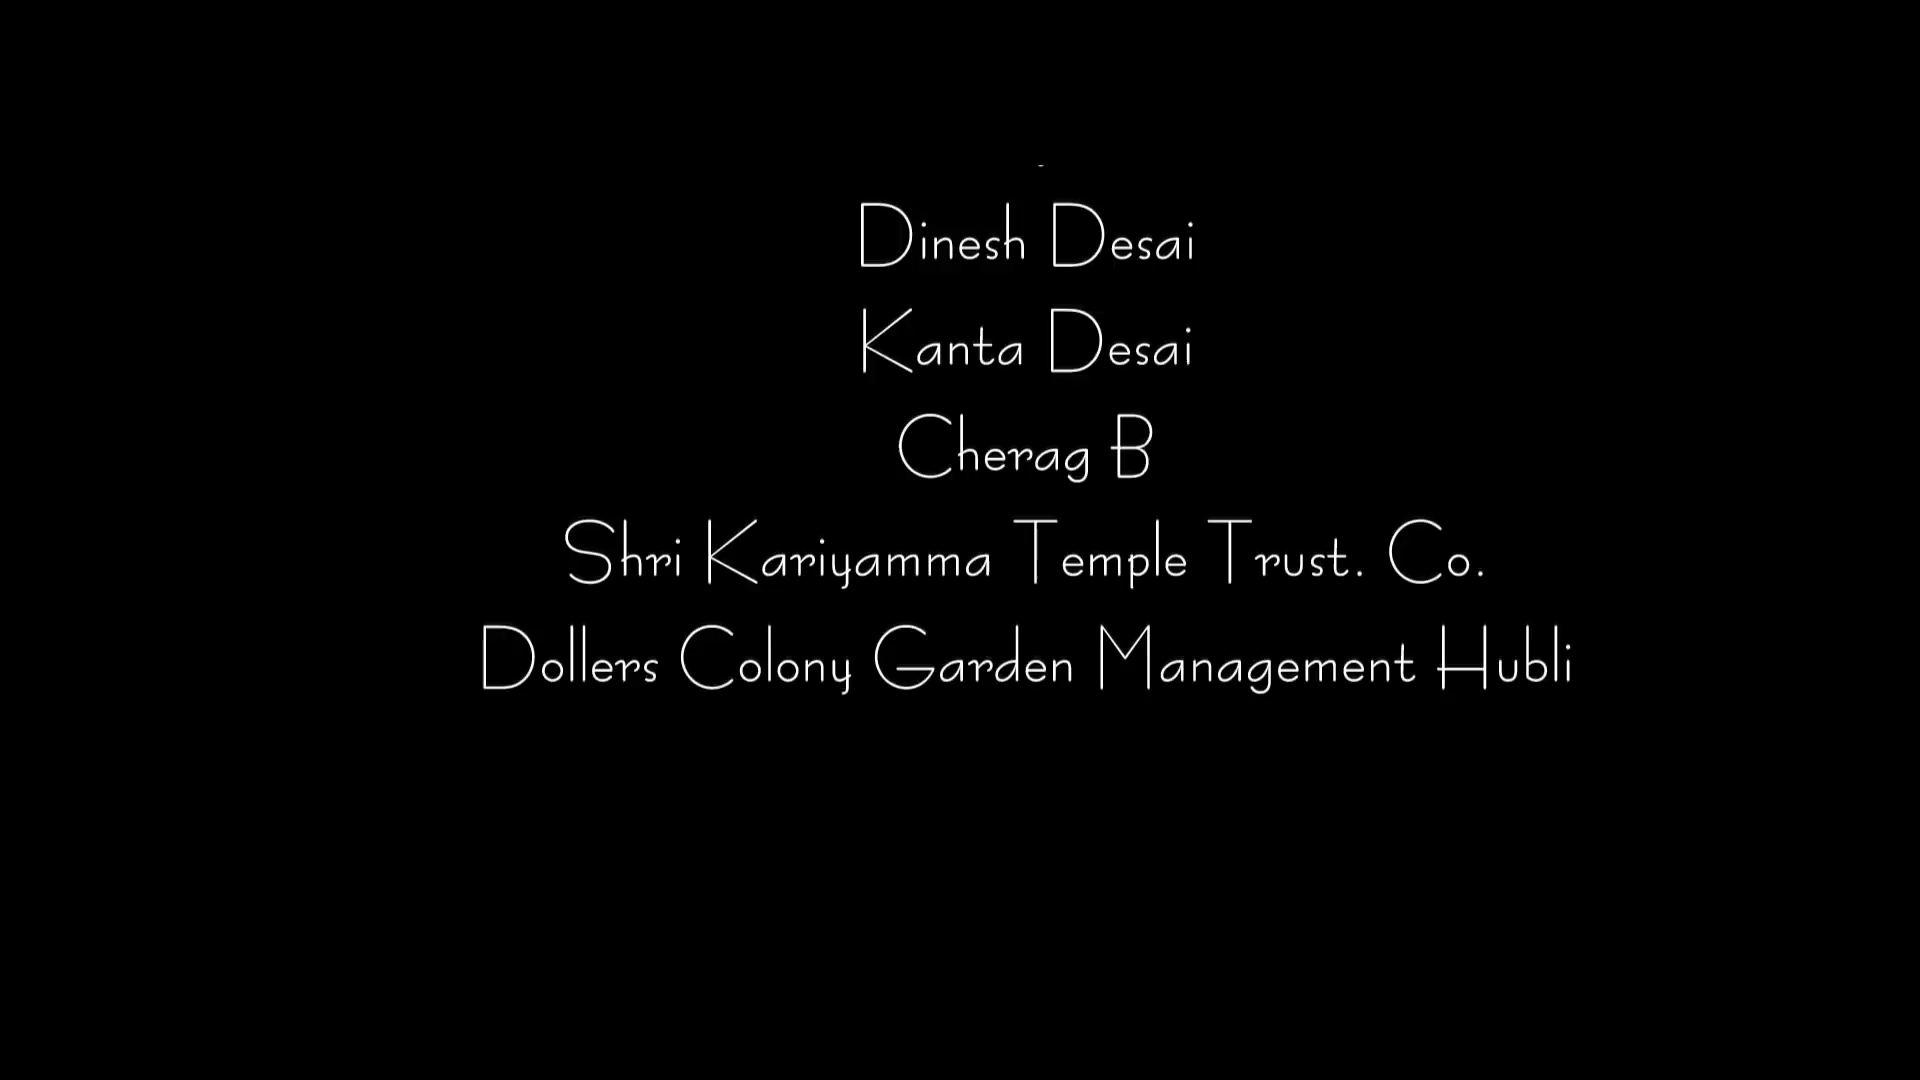 Dinesh Desai
Kanta Desai
Cherag B
Shri Kariyamma Temple Trust. Co.
Dollers Colony Garden Management Hubli